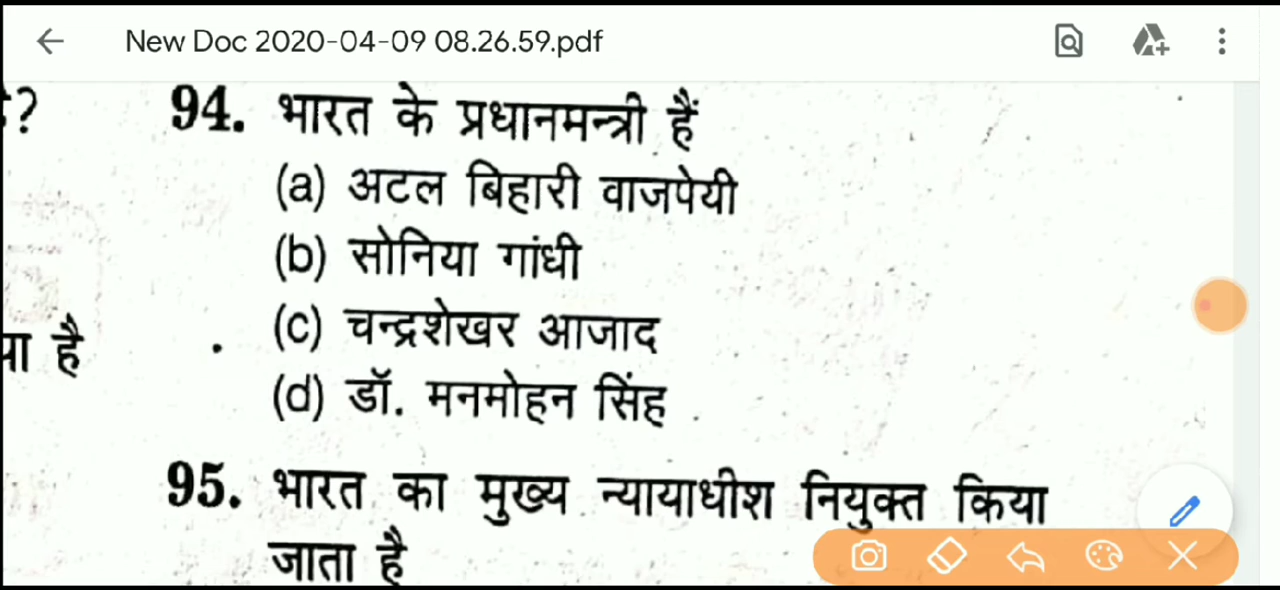 New Doc 2020-04-09 08.26.59.pdf
94. भारत के प्रधानमन्त्री हैं
(a) अटल बिहारी वाजपेयी
(b) सोनिया गांधी
(c) चन्द्रशेखर आजाद
(d) डॉ. मनमोहन सिंह
95. भारत का मुख्य न्यायाधीश नियुक्त किया
जाता है